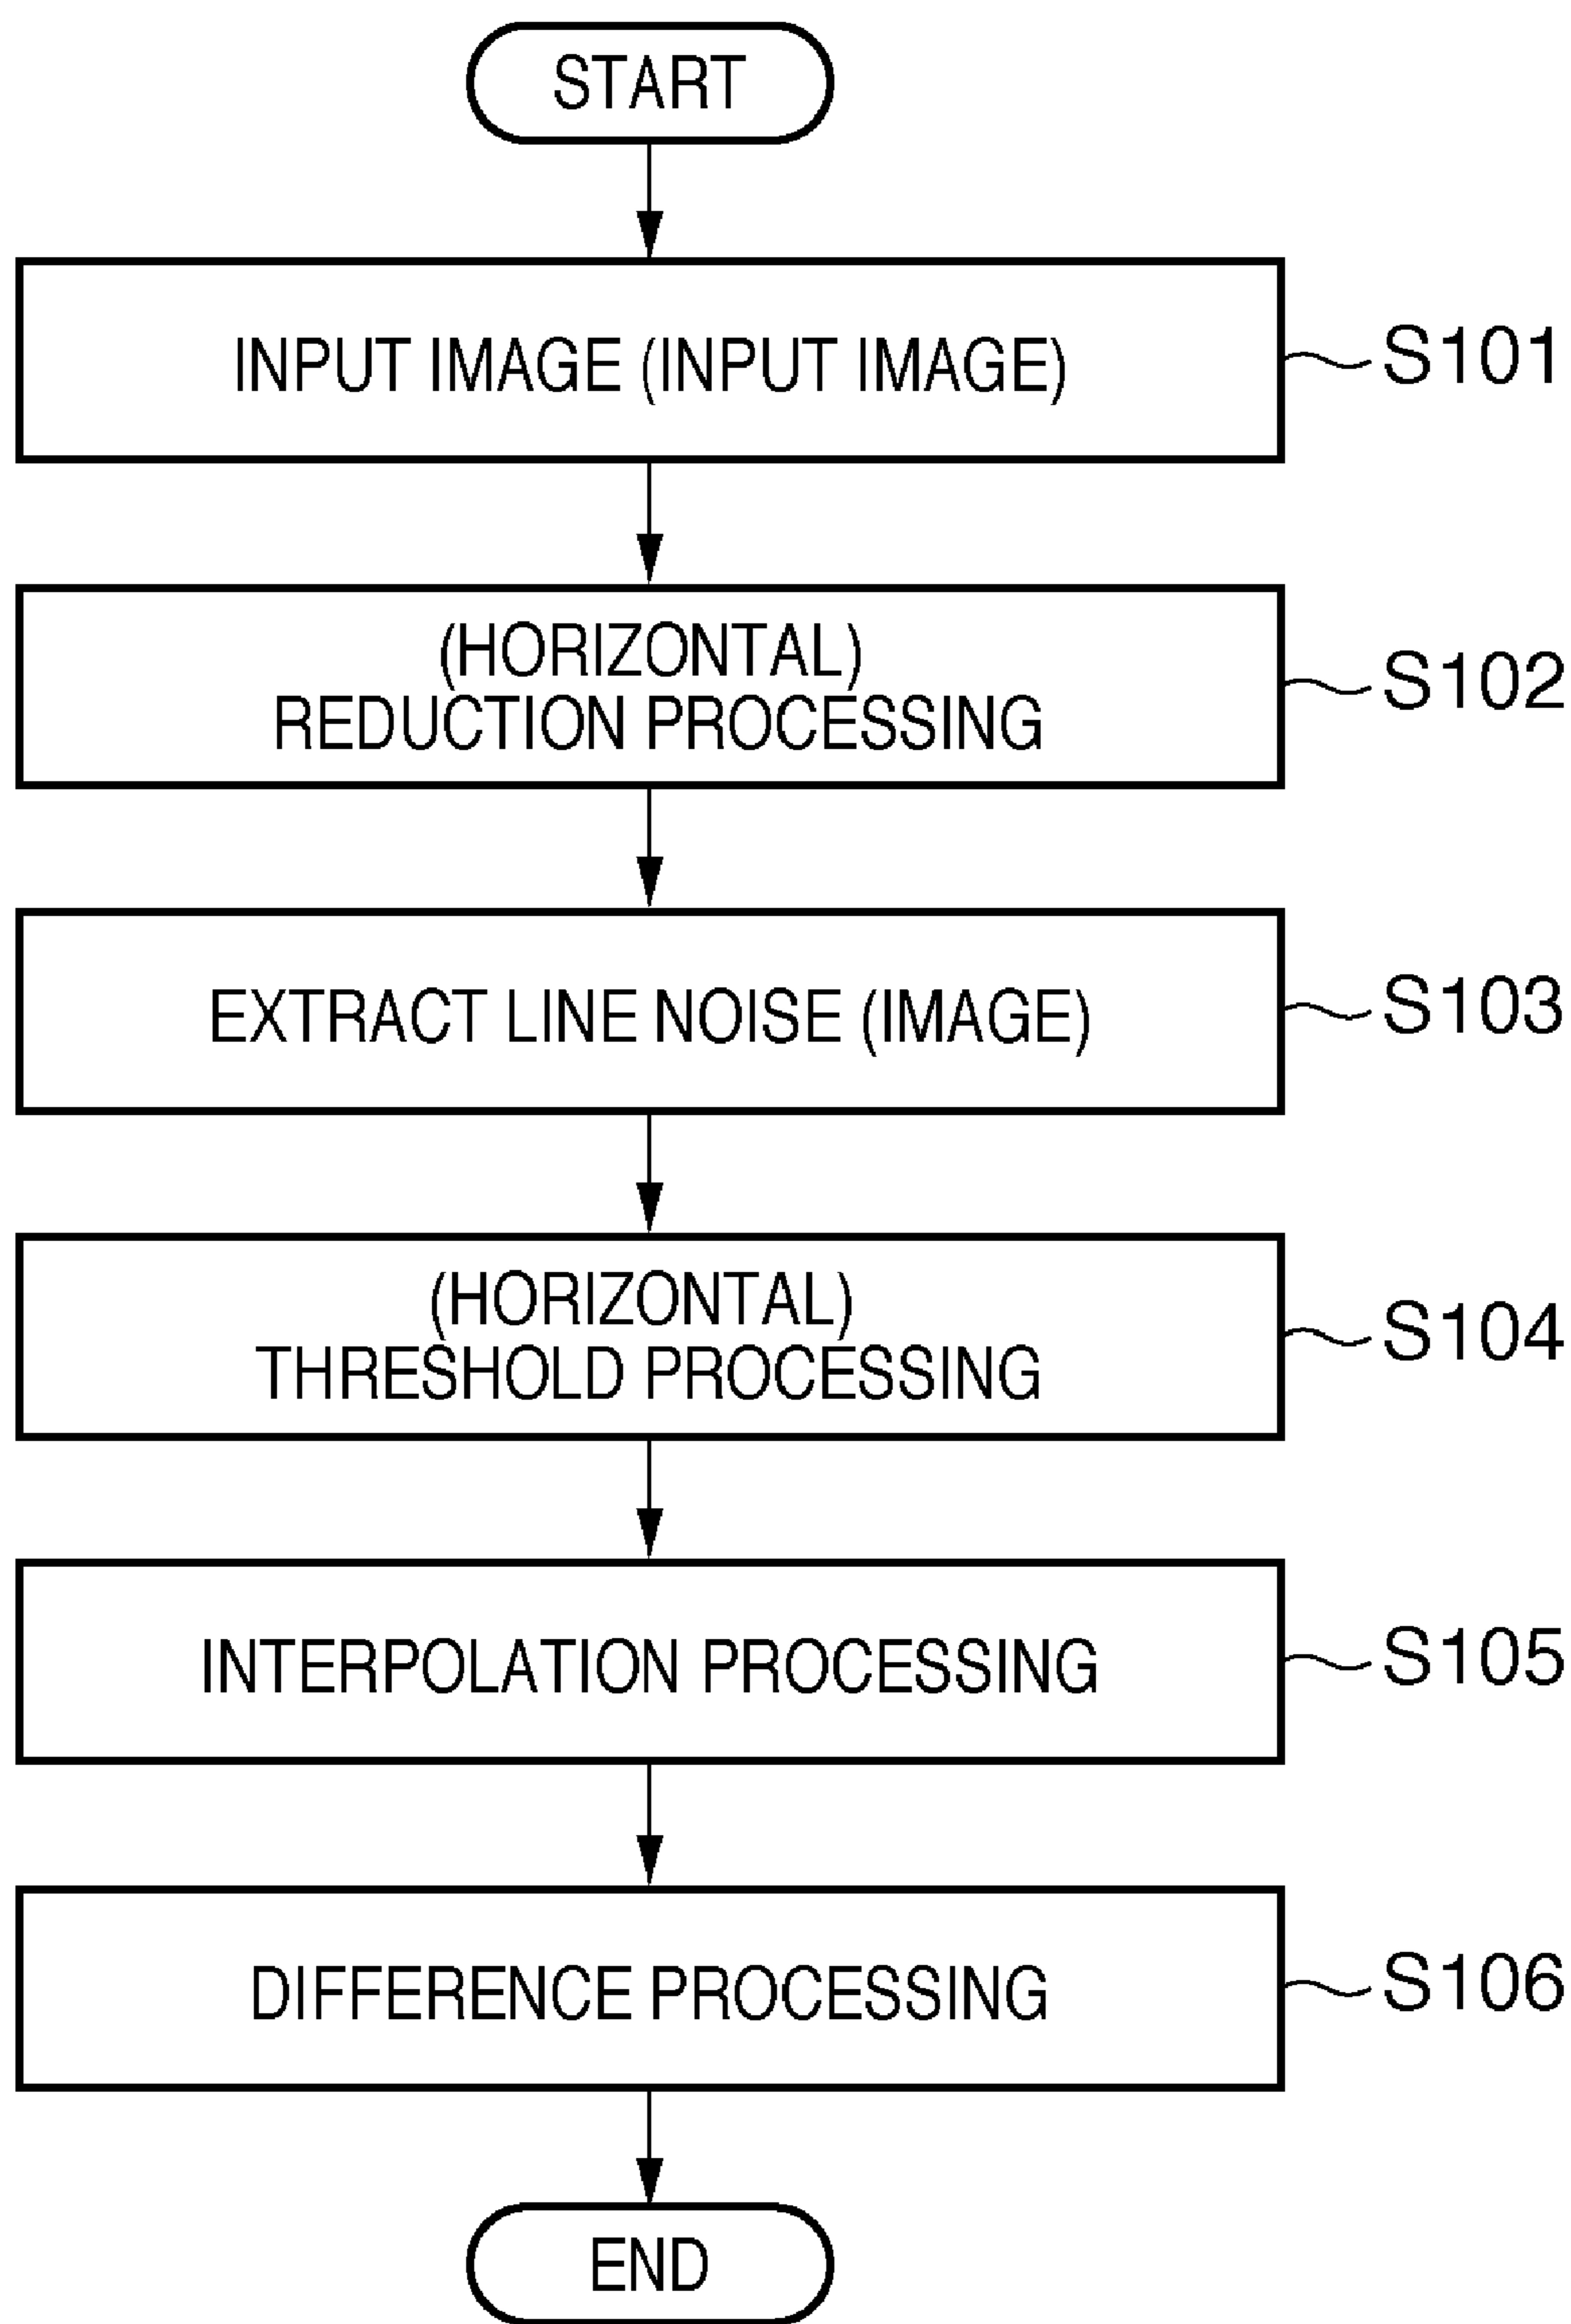 START
INPUT IMAGE (INPUT IMAGE)
S101
(HORIZONTAL)
REDUCTION PROCESSING
S102
EXTRACT LINE NOISE (IMAGE)
S103
(HORIZONTAL)
THRESHOLD PROCESSING
S104
INTERPOLATION PROCESSING
S105
DIFFERENCE PROCESSING
S106
END